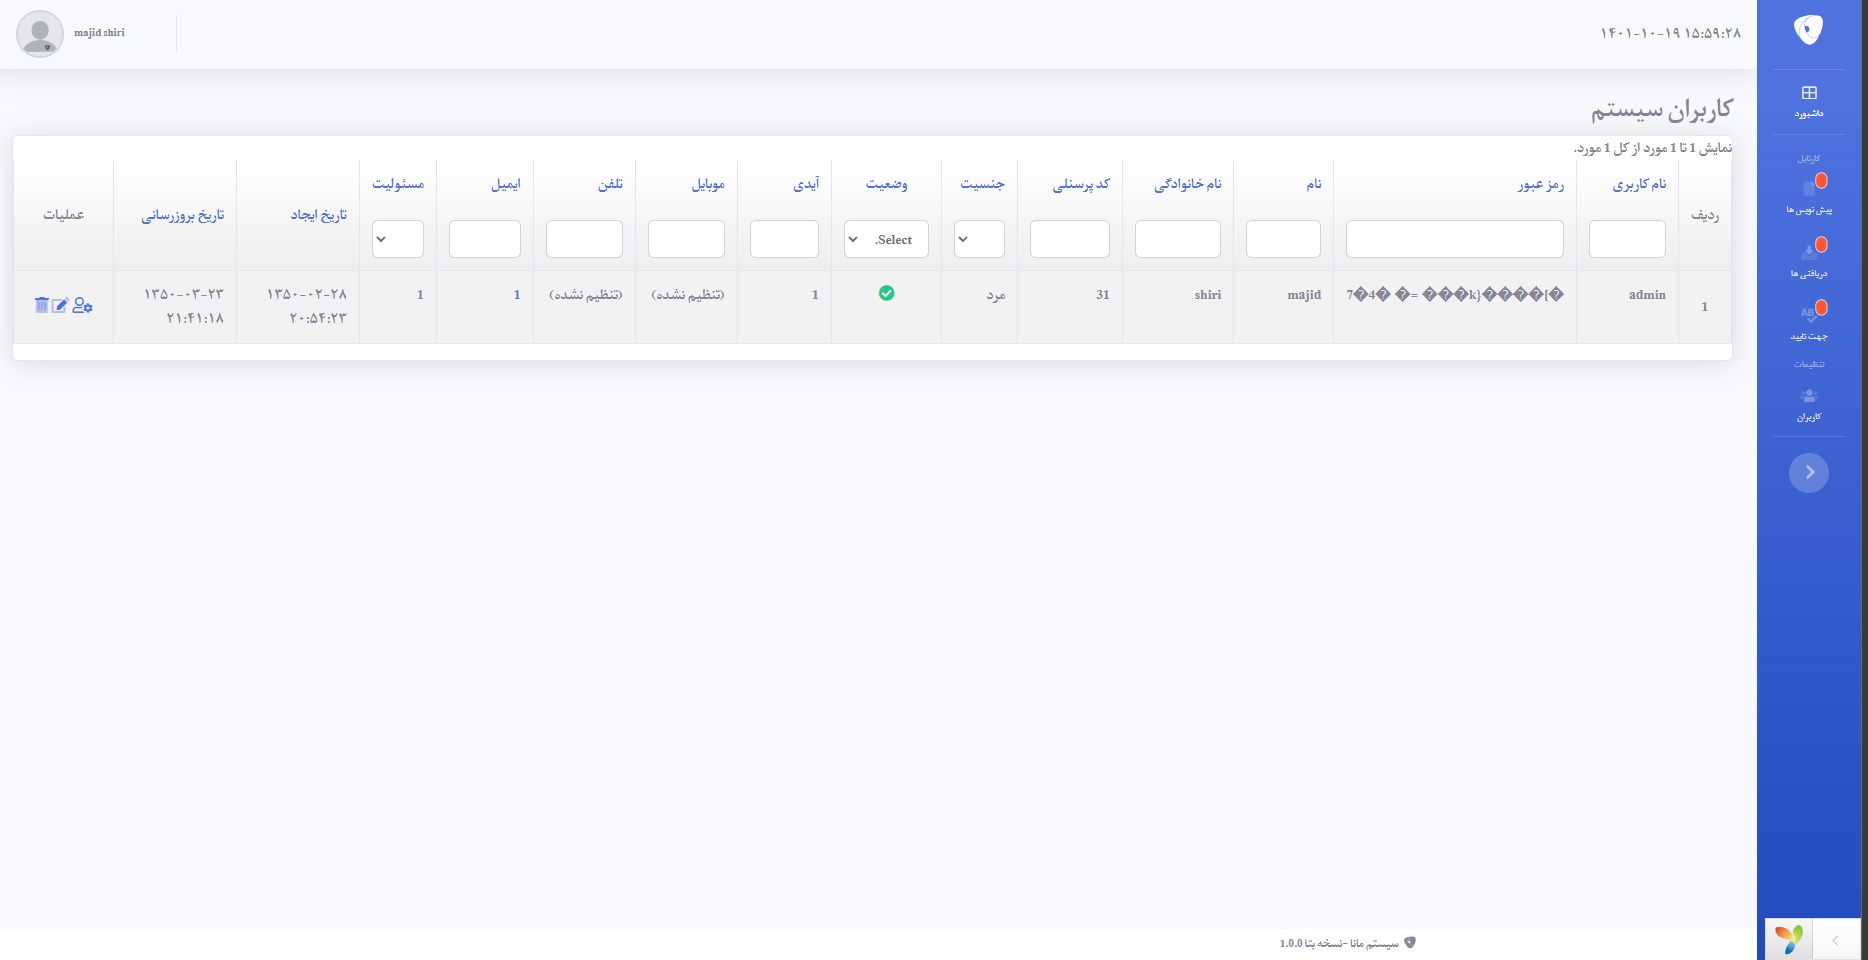 ۱۴۰۱-۱۰-۱۹ ۱۵:۵۹:۲۸
majid shiri
داشبورد
کارتابل
پیش نویس ها
دریافتی ها
جهت تایید
تنظیمات
کاربران
کاربران سیستم
نمایش 1 تا 1 مورد از کل 1 مورد.
ردیف نام کاربری رمز عبور نام نام خانوادگی کد پرسنلی جنسیت وضعیت آیدی موبایل تلفن ایمیل مسئولیت تاریخ ایجاد تاریخ بروزرسانی عملیات
Select.
1 admin 7�4� �= ���k}����[� majid shiri 31 مرد 1 (تنظیم نشده) (تنظیم نشده) 1 1 ۱۳۵۰-۰۲-۲۸ ۱۳۵۰-۰۳-۲۳
۲۰:۵۴:۲۳ ۲۱:۴۱:۱۸
سیستم مانا -نسخه بتا 1.0.0